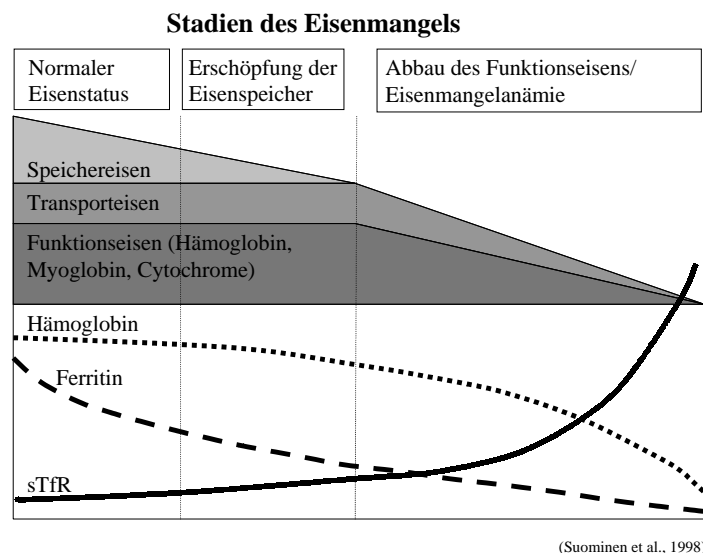 Stadien des Eisenmangels
Normaler
Eisenstatus
Erschöpfung der
Eisenspeicher
Abbau des Funktionseisens/
Eisenmangelanämie
Speichereisen
Transporteisen
Funktionseisen (Hämoglobin,
Myoglobin, Cytochrome)
Hämoglobin
Ferritin
sTfR
(Suominen et al., 1998)